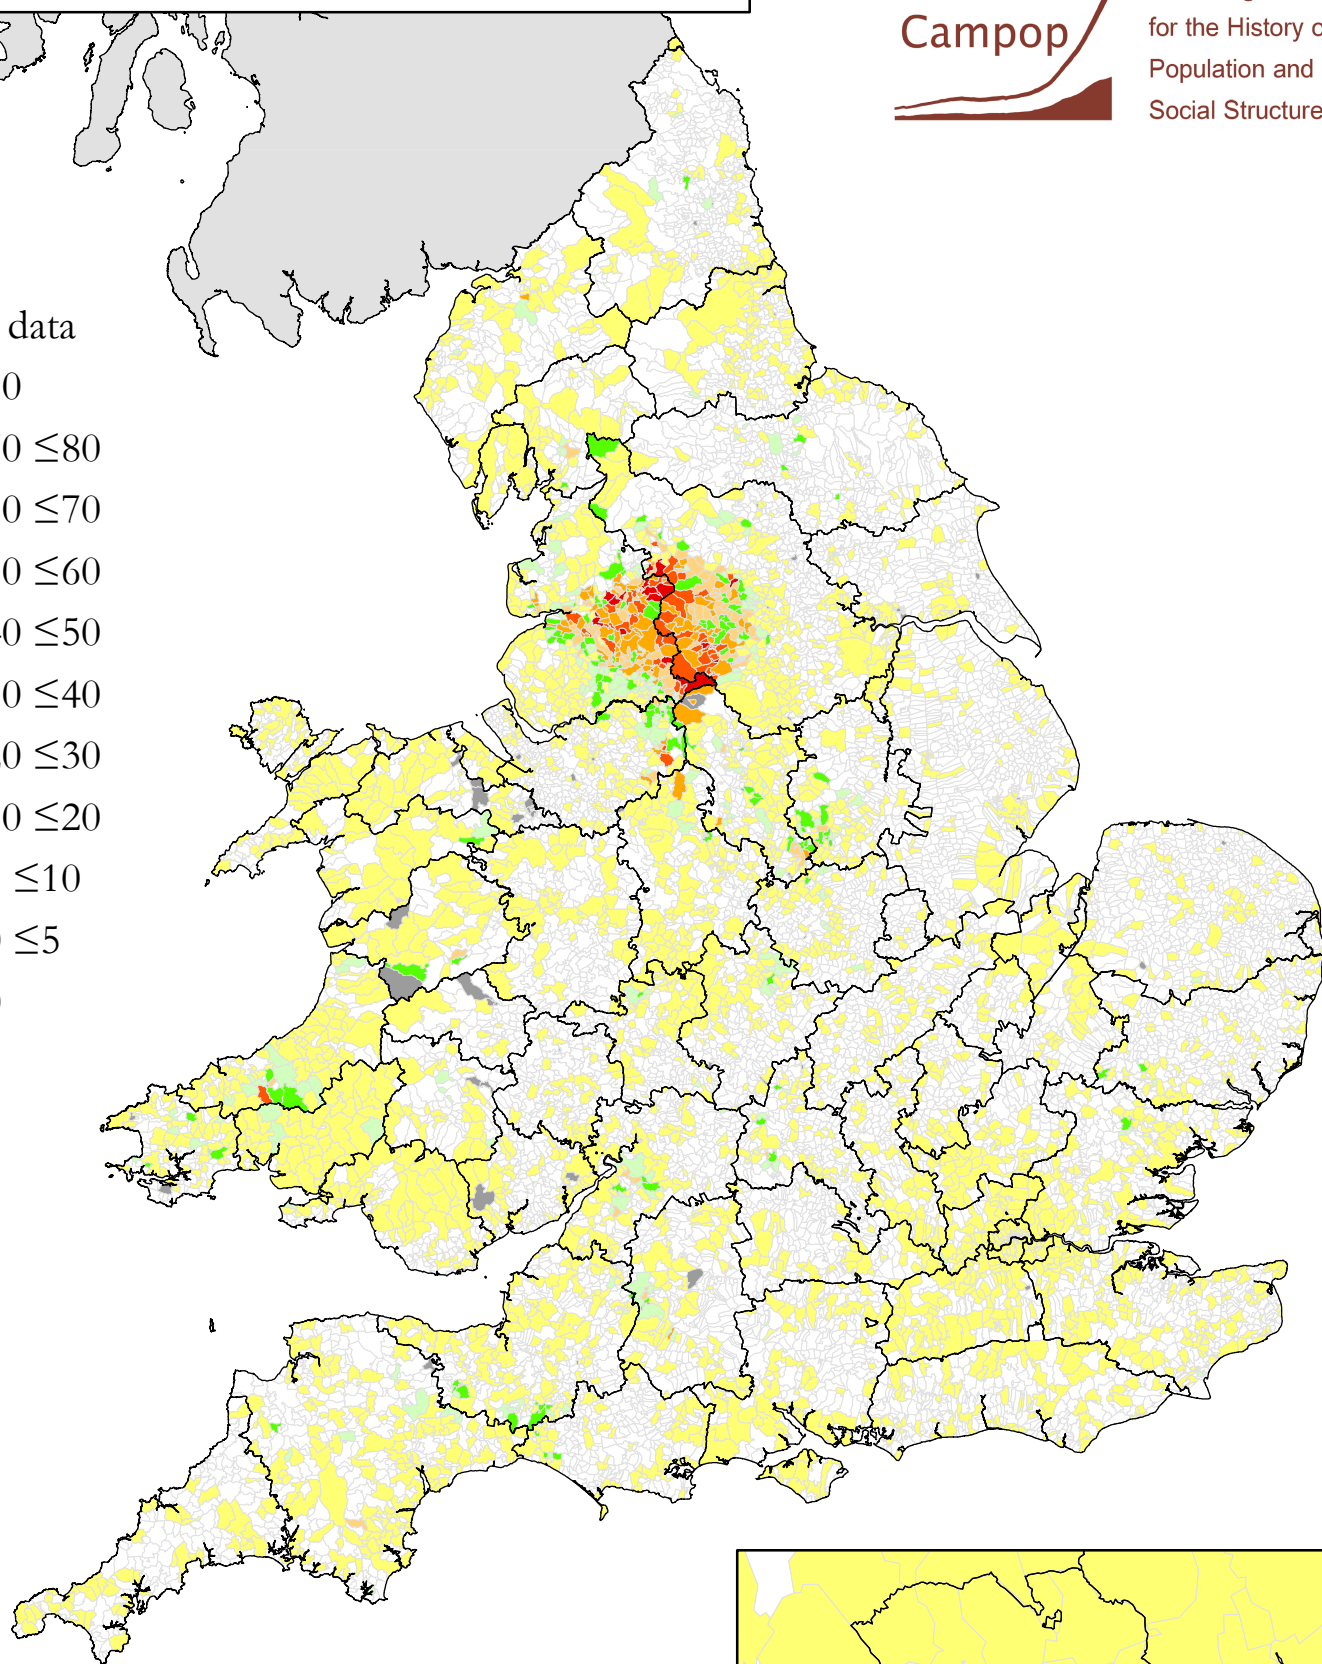 Campop
for the History
Population and
Social Structure
data
0
0 ≤80
0 ≤70
0 ≤60
0 ≤50
0 ≤40
0 ≤30
0 ≤20
≤10
≤5